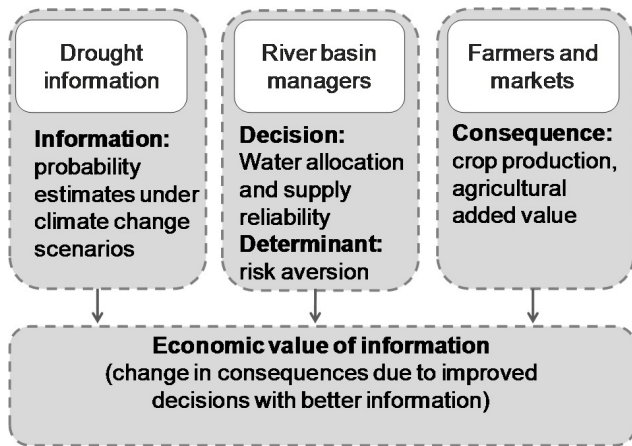 Drought
information
Information:
probability
estimates under
climate change
scenarios
River basin
managers
Decision:
Water allocation
and supply
reliability
Determinant:
risk aversion
Farmers and
markets
Consequence:
crop production,
agricultural
added value
Economic value of information
(change in consequences due to improved
decisions with better information)